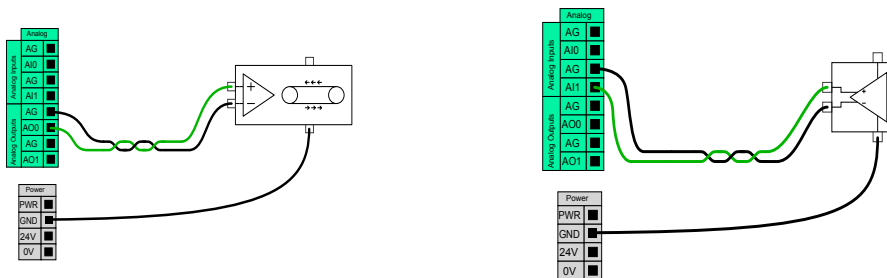 Analog
Analog Inputs
AG
AI0
AG
AI1
Analog Outputs
AG
AO0
AG
AO1
+
−
Power
PWR
GND
24V
0V
Analog
Analog Inputs
AG
AI0
AG
AI1
Analog Outputs
AG
AO0
AG
AO1
+
−
Power
PWR
GND
24V
0V